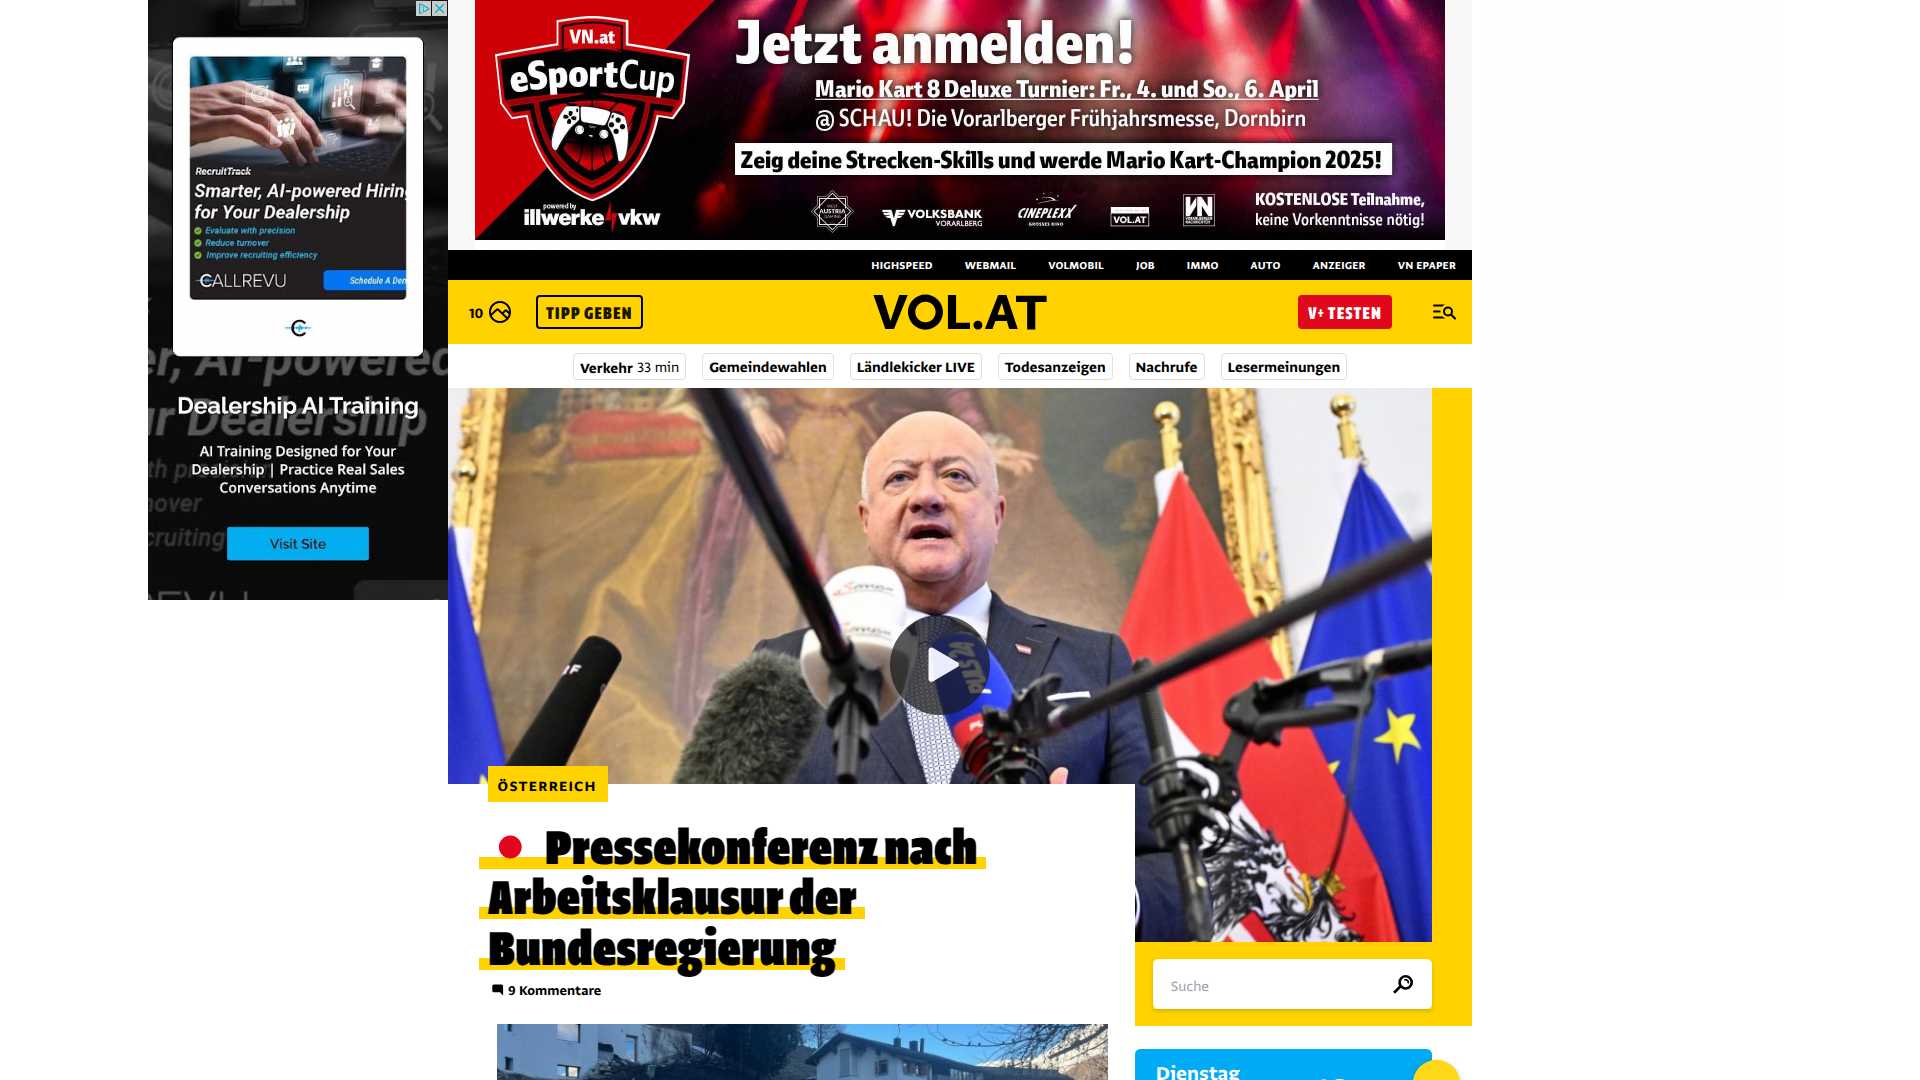 VN.at
eSportCup
powered by
illwerke vkw
Jetzt anmelden!
Mario Kart 8 Deluxe Turnier: Fr., 4. und So., 6. April
@ SCHAU! Die Vorarlberger Frühjahrsmesse, Dornbirn
Zeig deine Strecken-Skills und werde Mario Kart-Champion 2025!
AUSTRIA
VOLKSBANK
VORARLBERG
CINEPLEXX
VOL.AT
VN
KOSTENLOSE Teilnahme,
keine Vorkenntnisse nötig!
RecruitTrack
Smarter, AI-powered Hirin
for Your Dealership
Evaluate with precision
Reduce turnover
Improve recruiting efficiency
CALLREVU
Schedule A Dem
Dealership AI Training
AI Training Designed for Your
Dealership | Practice Real Sales
Conversations Anytime
Visit Site
HIGHSPEED WEBMAIL VOLMOBIL JOB IMMO AUTO ANZEIGER VN EPAPER
10 TIPP GEBEN VOL.AT V+ TESTEN
Verkehr 33 min Gemeindewahlen Ländlekicker LIVE Todesanzeigen Nachrufe Lesermeinungen
ÖSTERREICH
Pressekonferenz nach
Arbeitsklausur der
Bundesregierung
9 Kommentare
Suche
Dienstag